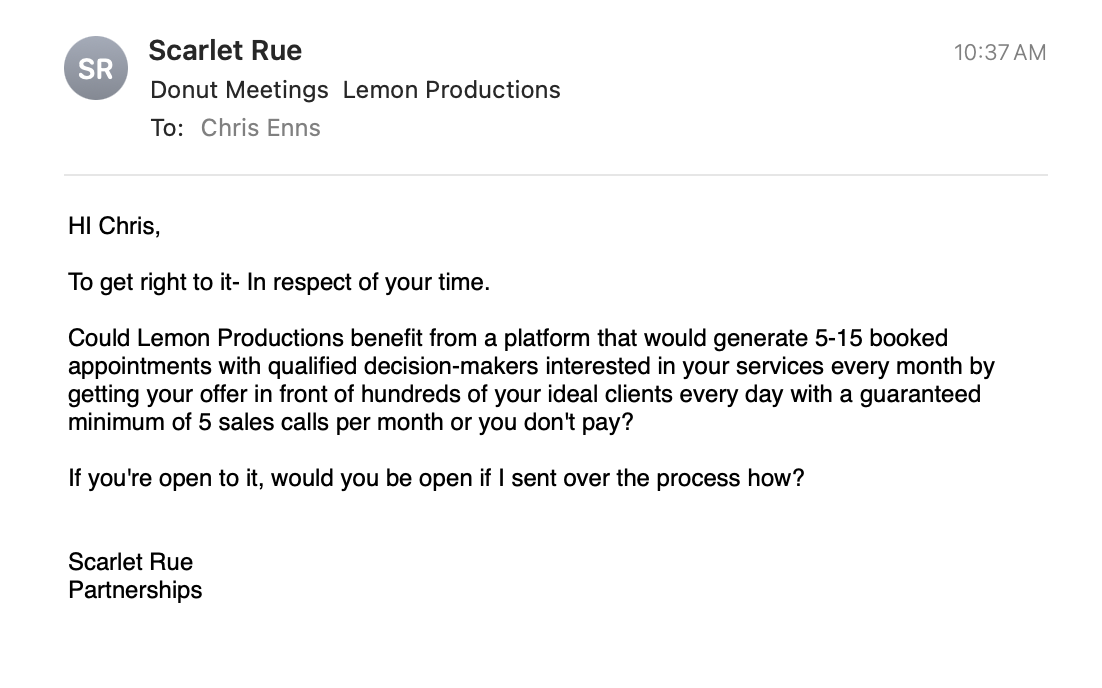 SR
Scarlet Rue
10:37 AM
Donut Meetings  Lemon Productions
To: Chris Enns
HI Chris,
To get right to it- In respect of your time.
Could Lemon Productions benefit from a platform that would generate 5-15 booked
appointments with qualified decision-makers interested in your services every month by
getting your offer in front of hundreds of your ideal clients every day with a guaranteed
minimum of 5 sales calls per month or you don't pay?
If you're open to it, would you be open if I sent over the process how?
Scarlet Rue
Partnerships